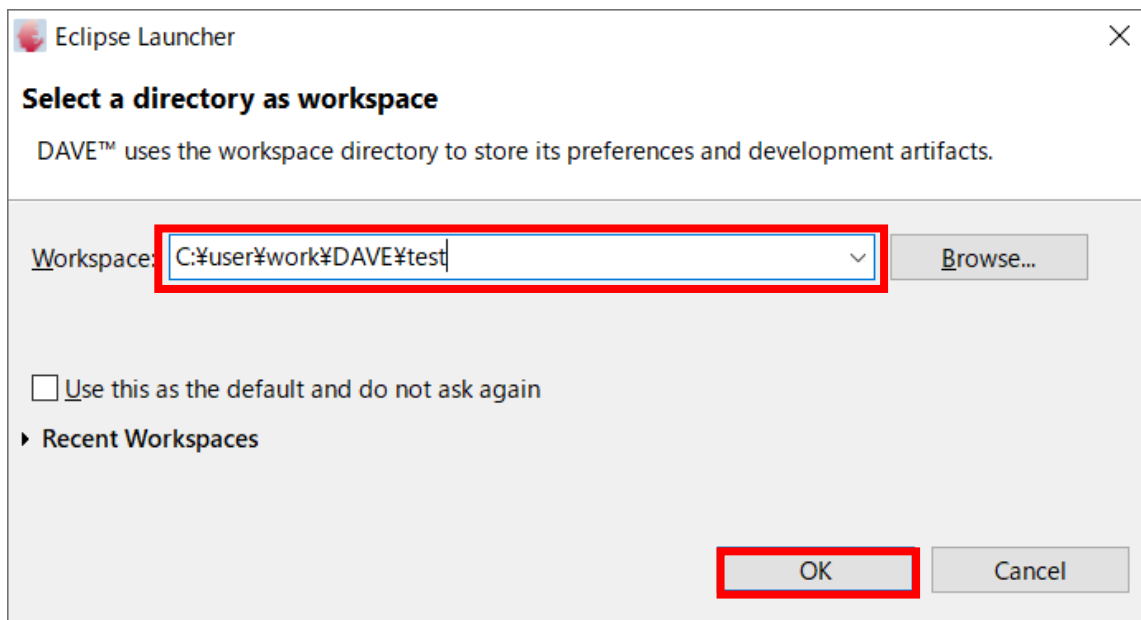 Eclipse Launcher
Select a directory as workspace
DAVE™ uses the workspace directory to store its preferences and development artifacts.
Workspace: C:¥user¥work¥DAVE¥test Browse...
Use this as the default and do not ask again
Recent Workspaces
OK Cancel